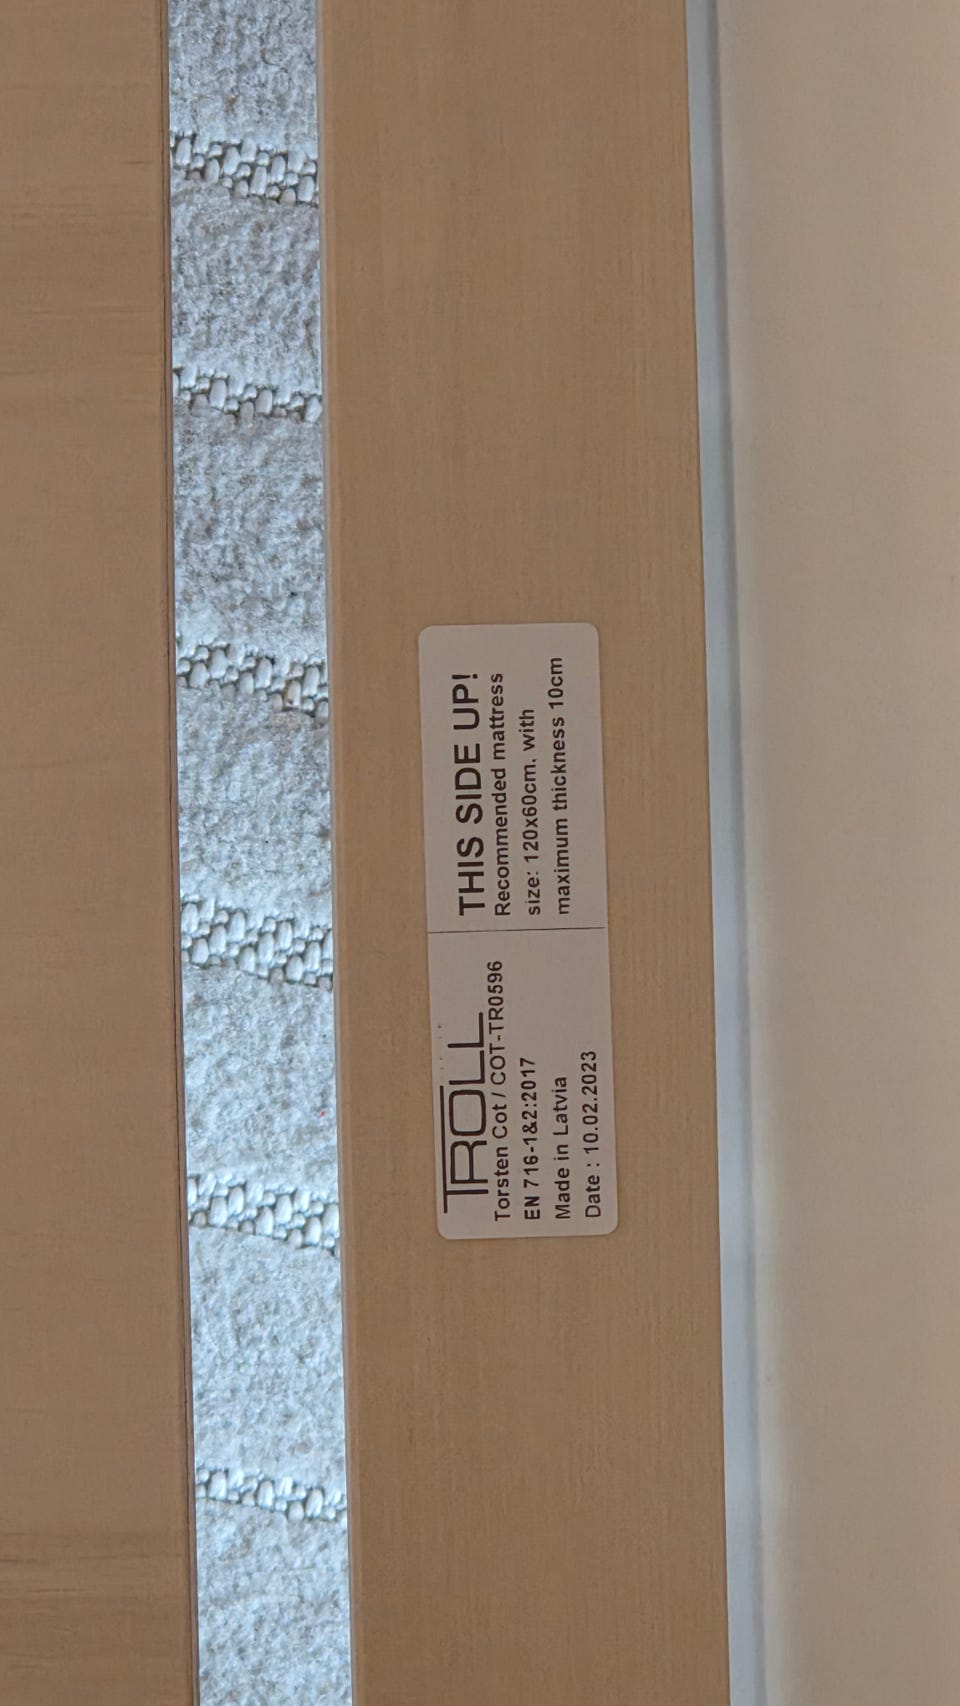 TROLL
Torsten Cot / COT-TR0596
EN 716-1&2:2017
Made in Latvia
Date : 10.02.2023
THIS SIDE UP!
Recommended mattress
size: 120x60cm. with
maximum thickness 10cm